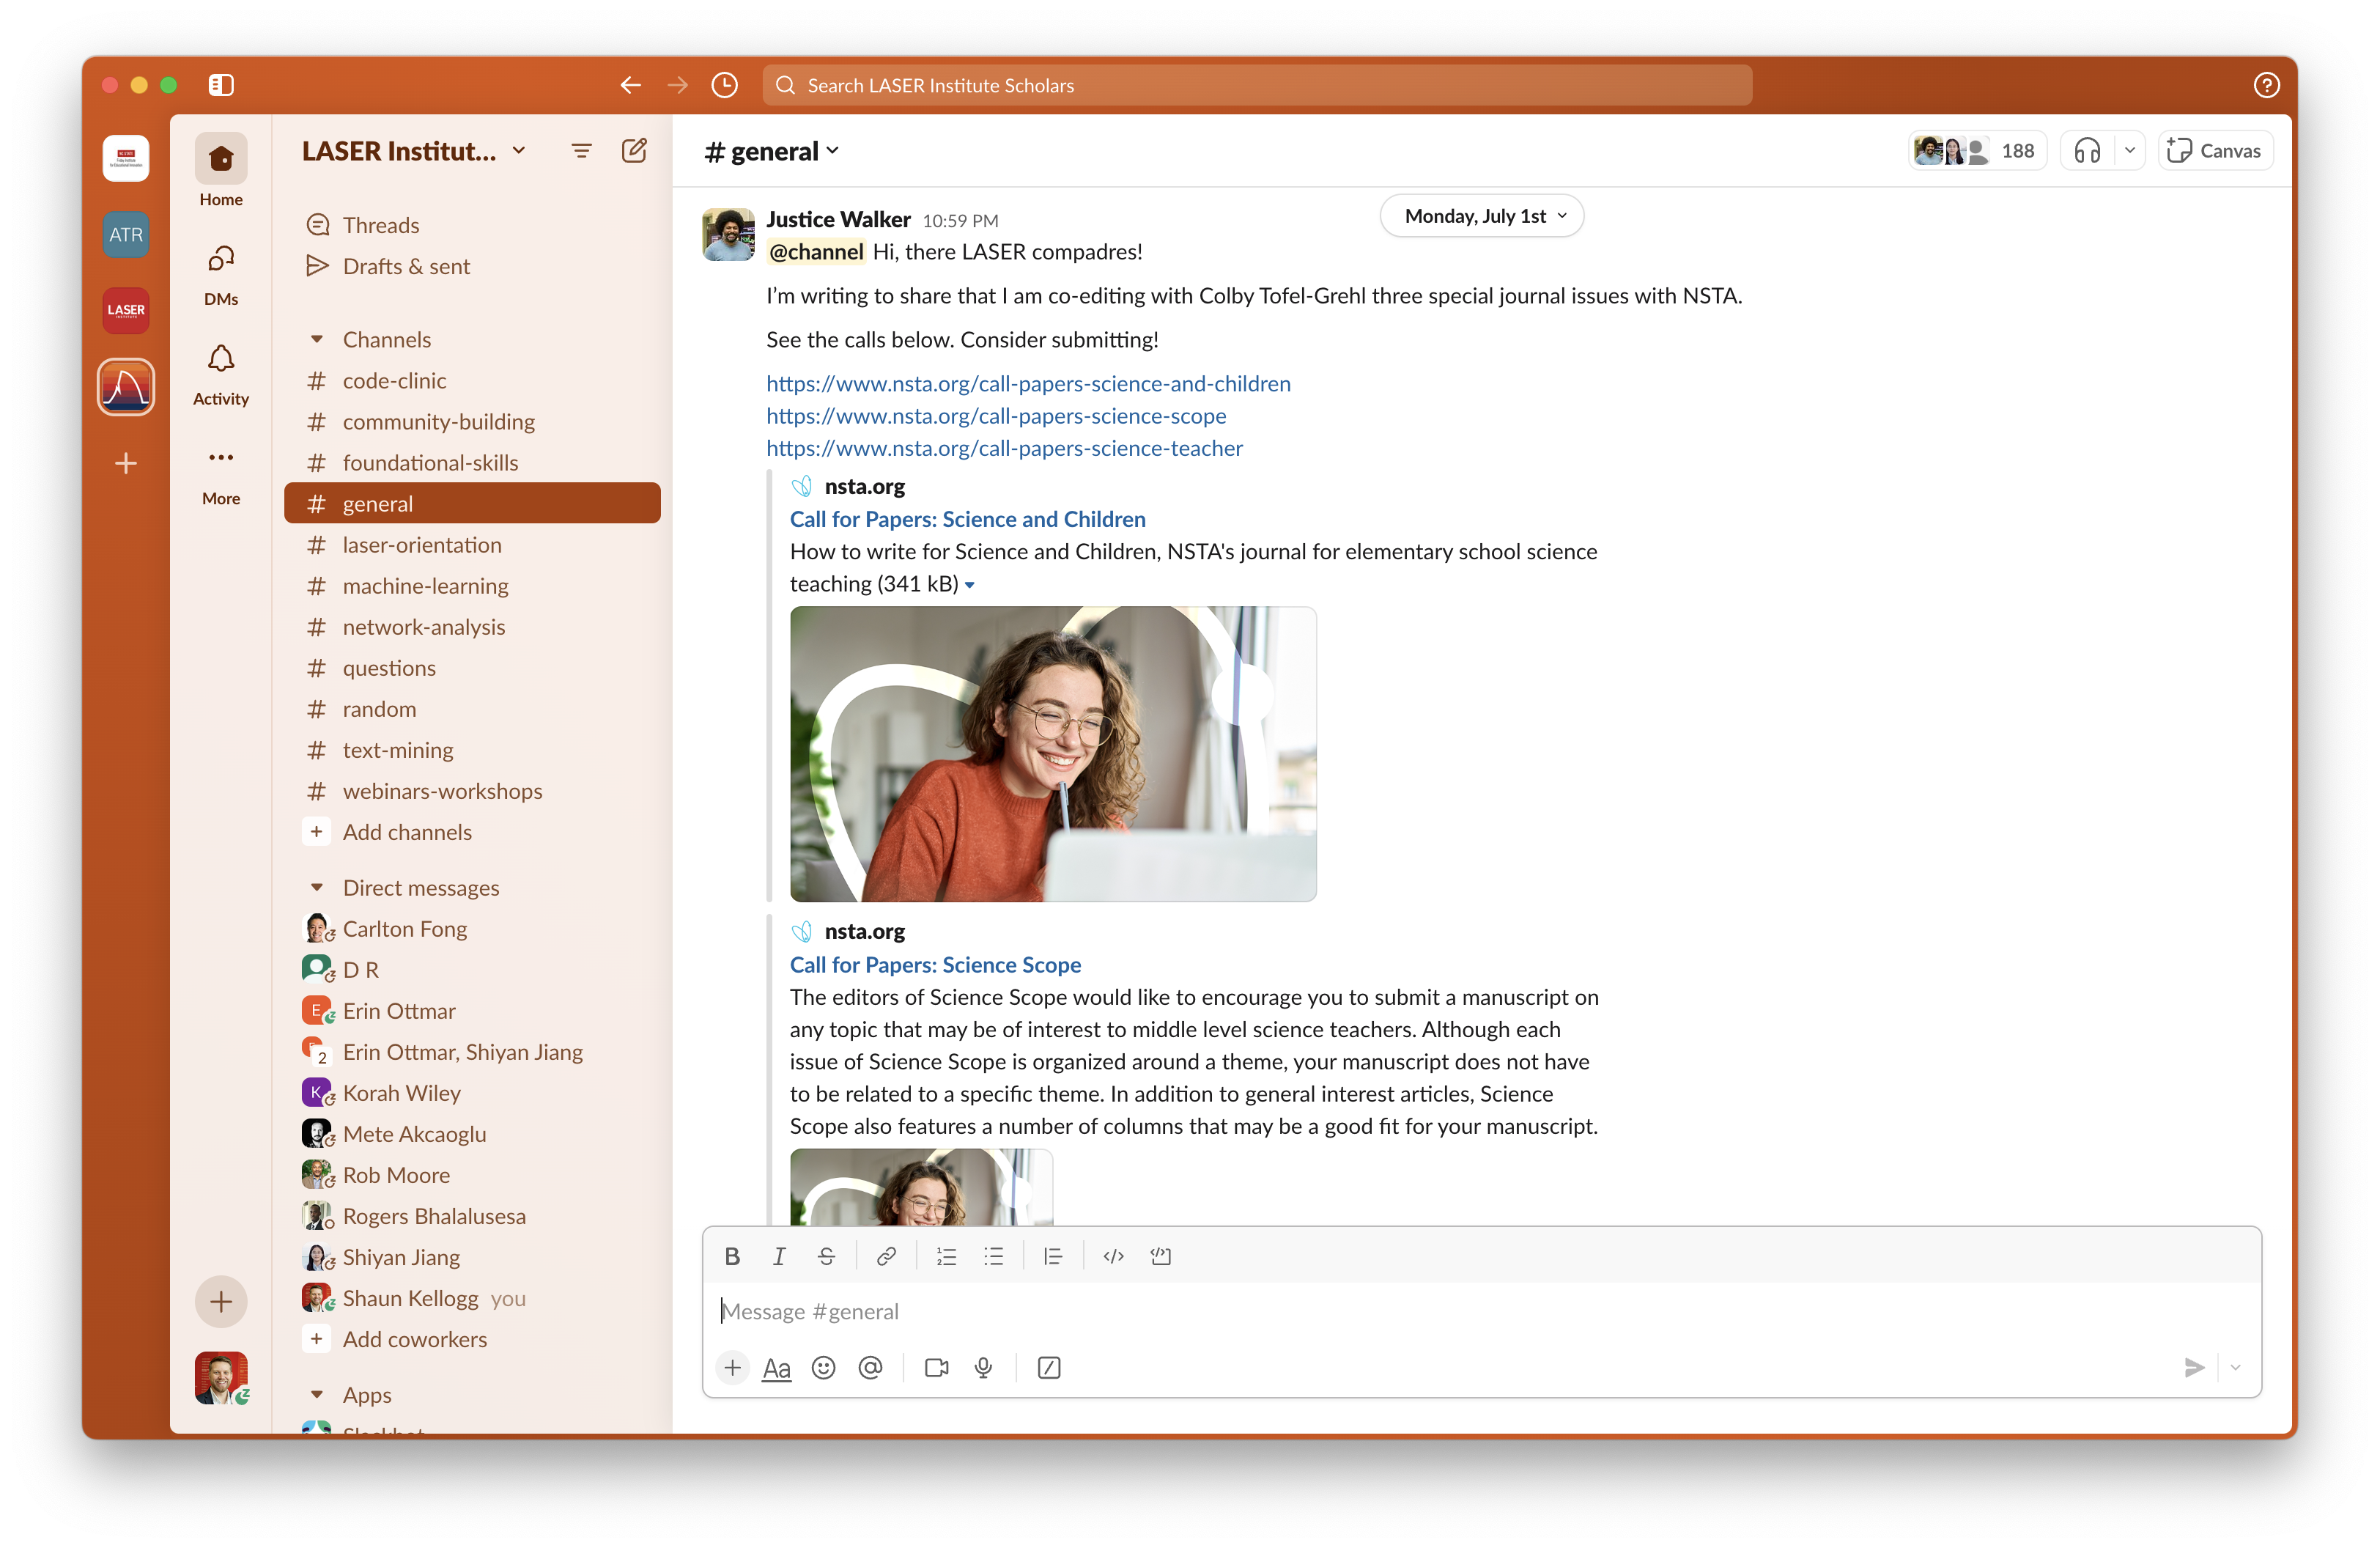 Search LASER Institute Scholars
ATR
LASER
INSTITUTE
Home
DMs
Activity
More
LASER Institut...
Threads
Drafts & sent
Channels
# code-clinic
# community-building
# foundational-skills
# general
# laser-orientation
# machine-learning
# network-analysis
# questions
# random
# text-mining
# webinars-workshops
+ Add channels
Direct messages
Carlton Fong
D R
E Erin Ottmar
2 Erin Ottmar, Shiyan Jiang
K Korah Wiley
Mete Akcaoglu
Rob Moore
Rogers Bhalalusesa
Shiyan Jiang
Shaun Kellogg you
+ Add coworkers
Apps
Slackbot
# general
188
Canvas
Monday, July 1st
Justice Walker 10:59 PM
@channel Hi, there LASER compadres!
I'm writing to share that I am co-editing with Colby Tofel-Grehl three special journal issues with NSTA.
See the calls below. Consider submitting!
https://www.nsta.org/call-papers-science-and-children
https://www.nsta.org/call-papers-science-scope
https://www.nsta.org/call-papers-science-teacher
nsta.org
Call for Papers: Science and Children
How to write for Science and Children, NSTA's journal for elementary school science
teaching (341 kB)
nsta.org
Call for Papers: Science Scope
The editors of Science Scope would like to encourage you to submit a manuscript on
any topic that may be of interest to middle level science teachers. Although each
issue of Science Scope is organized around a theme, your manuscript does not have
to be related to a specific theme. In addition to general interest articles, Science
Scope also features a number of columns that may be a good fit for your manuscript.
B I S
Message #general
+ Aa @